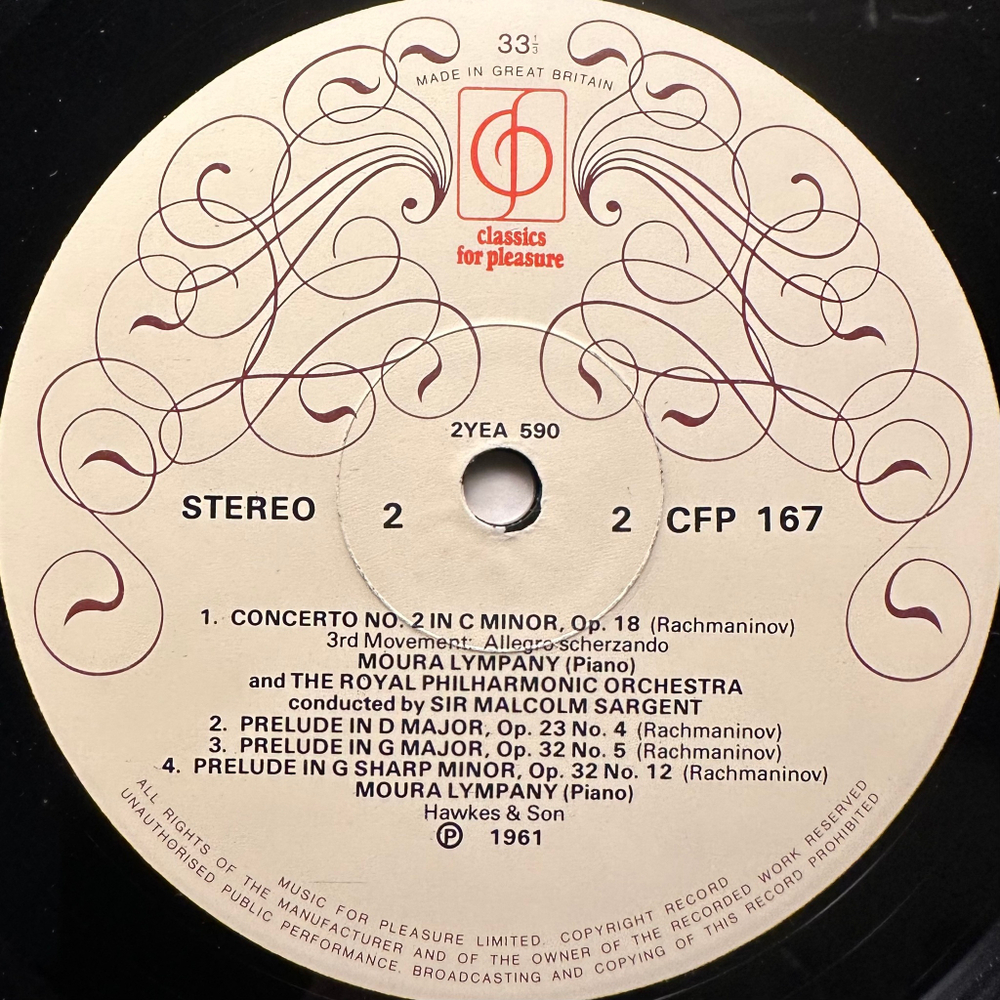 33⅓
MADE IN GREAT BRITAIN
classics
for pleasure
2YEA 590
STEREO 2 2 CFP 167
1. CONCERTO NO. 2 IN C MINOR, Op. 18 (Rachmaninov)
3rd Movement: Allegro scherzando
MOURA LYMPANY (Piano)
and THE ROYAL PHILHARMONIC ORCHESTRA
conducted by SIR MALCOLM SARGENT
2. PRELUDE IN D MAJOR, Op. 23 No. 4 (Rachmaninov)
3. PRELUDE IN G MAJOR, Op. 32 No. 5 (Rachmaninov)
4. PRELUDE IN G SHARP MINOR, Op. 32 No. 12 (Rachmaninov)
MOURA LYMPANY (Piano)
Hawkes & Son
Ⓟ 1961
MUSIC FOR PLEASURE LIMITED. COPYRIGHT RECORD
ALL RIGHTS OF THE MANUFACTURER AND OF THE OWNER OF THE RECORDED WORK RESERVED
UNAUTHORISED PUBLIC PERFORMANCE. BROADCASTING AND COPYING OF THIS RECORD PROHIBITED